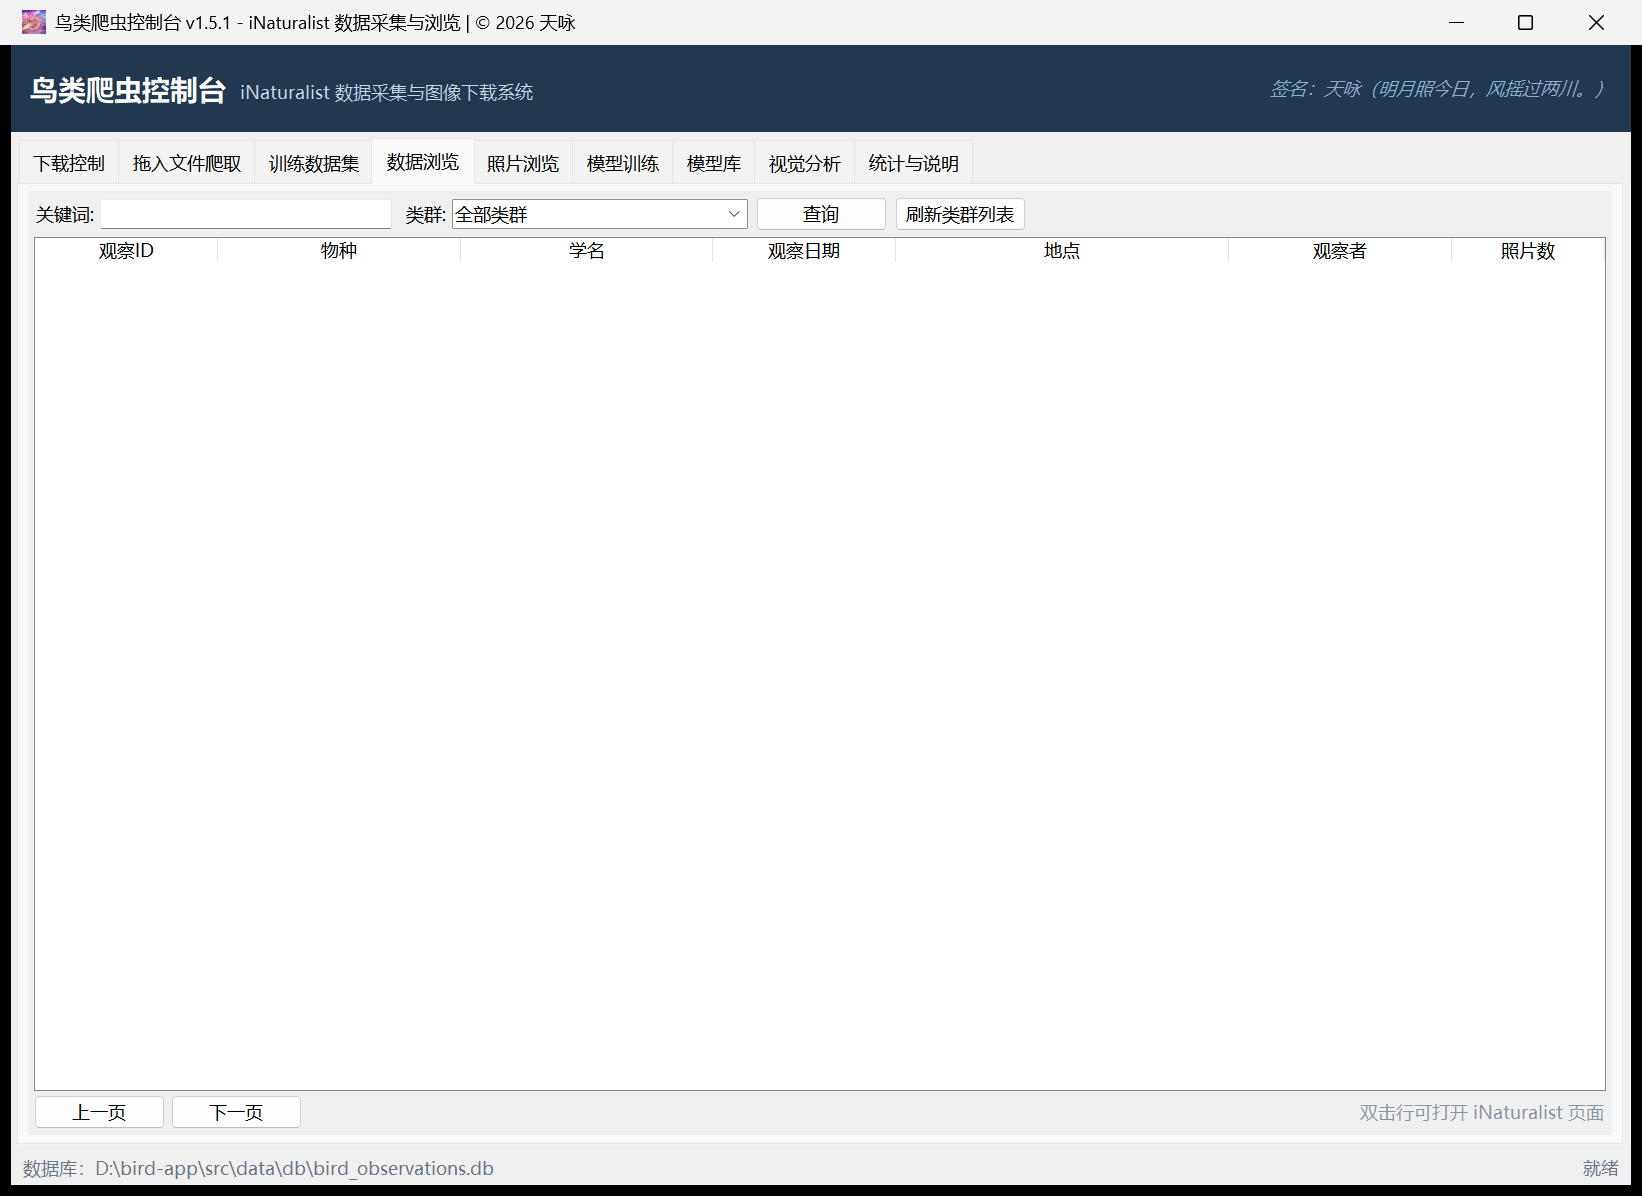 鸟类爬虫控制台 v1.5.1 - iNaturalist 数据采集与浏览 | © 2026 天咏
鸟类爬虫控制台 iNaturalist 数据采集与图像下载系统 签名：天咏（明月照今日，风摇过两川。）
下载控制 拖入文件爬取 训练数据集 数据浏览 照片浏览 模型训练 模型库 视觉分析 统计与说明
关键词: 类群: 全部类群 查询 刷新类群列表
观察ID 物种 学名 观察日期 地点 观察者 照片数
上一页 下一页 双击行可打开 iNaturalist 页面
数据库：D:\bird-app\src\data\db\bird_observations.db 就绪